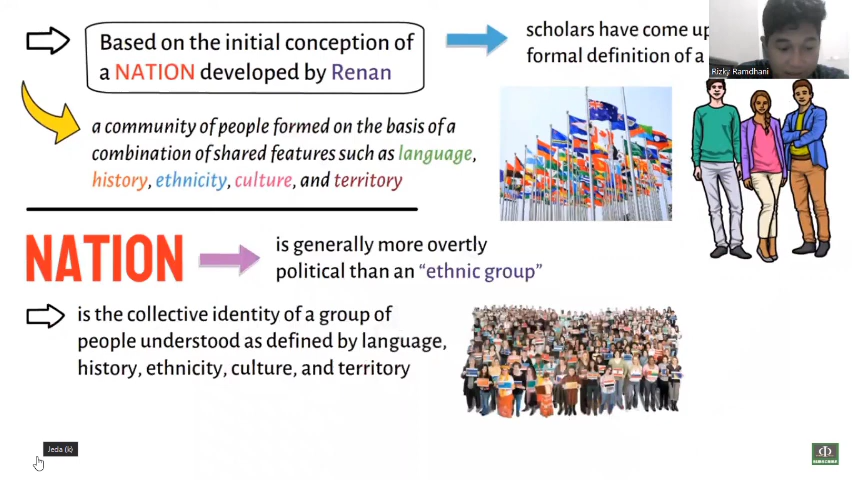 Based on the initial conception of
a NATION developed by Renan
scholars have come up
formal definition of a
Rizky Ramdhani
a community of people formed on the basis of a
combination of shared features such as language,
history, ethnicity, culture, and territory
NATION
is generally more overtly
political than an “ethnic group”
is the collective identity of a group of
people understood as defined by language,
history, ethnicity, culture, and territory
Jeda (k)